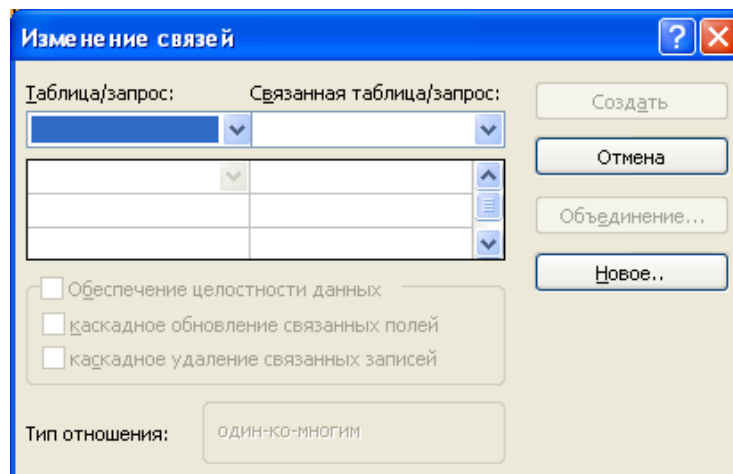 Изменение связей
Таблица/запрос: Связанная таблица/запрос:
Создать
Отмена
Объединение...
Новое..
Обеспечение целостности данных
каскадное обновление связанных полей
каскадное удаление связанных записей
Тип отношения: один-ко-многим